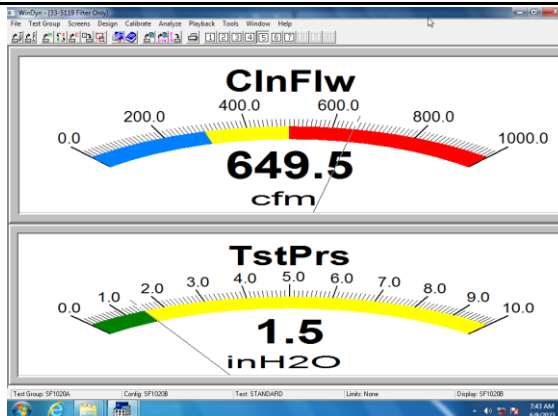 WinDyn - [33-5119 Filter Only]
File Test Group Screens Design Calibrate Analyze Playback Tools Window Help
1 2 3 4 5 6 7
ClnFlw
0.0 200.0 400.0 600.0 800.0 1000.0
649.5
cfm
TstPrs
0.0 1.0 2.0 3.0 4.0 5.0 6.0 7.0 8.0 9.0 10.0
1.5
inH2O
Test Group: SF1020A Config: SF1020B Test: STANDARD Limits: None Display: SF1020B
7:43 AM